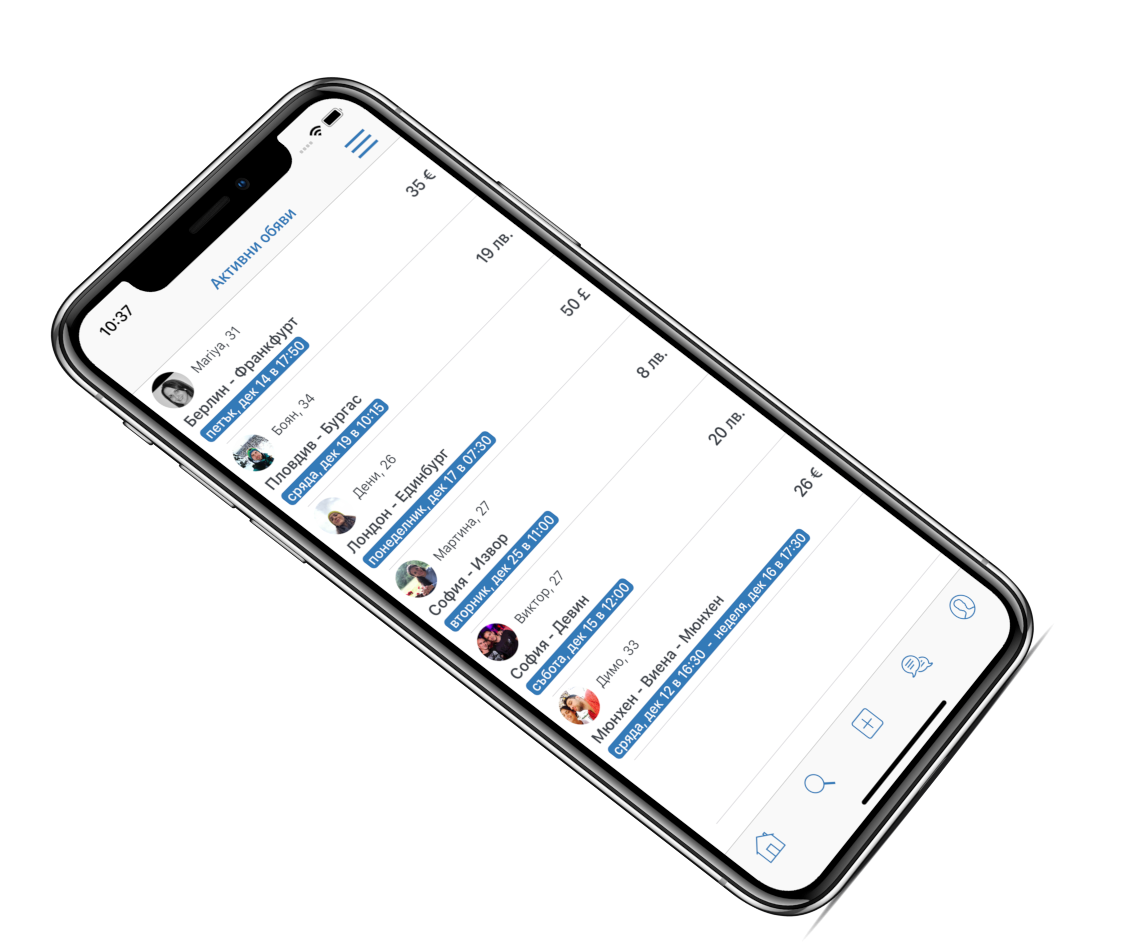 10:37
Активни обяви
Mariya, 31
35 €
Берлин - Франкфурт
петък, дек 14 в 17:50
Боян, 34
19 лв.
Пловдив - Бургас
сряда, дек 19 в 10:15
Дени, 26
50 £
Лондон - Единбург
понеделник, дек 17 в 07:30
Мартина, 27
8 лв.
София - Извор
вторник, дек 25 в 11:00
Виктор, 27
20 лв.
София - Девин
събота, дек 15 в 12:00
Димо, 33
26 €
Мюнхен - Виена - Мюнхен
сряда, дек 12 в 16:30 - неделя, дек 16 в 17:30